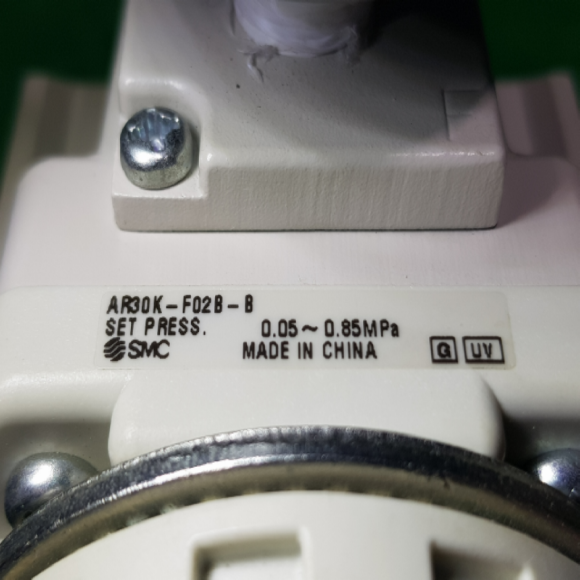 AR30K-F02B-B
SET PRESS. 0.05~0.85MPa
SMC MADE IN CHINA G UV